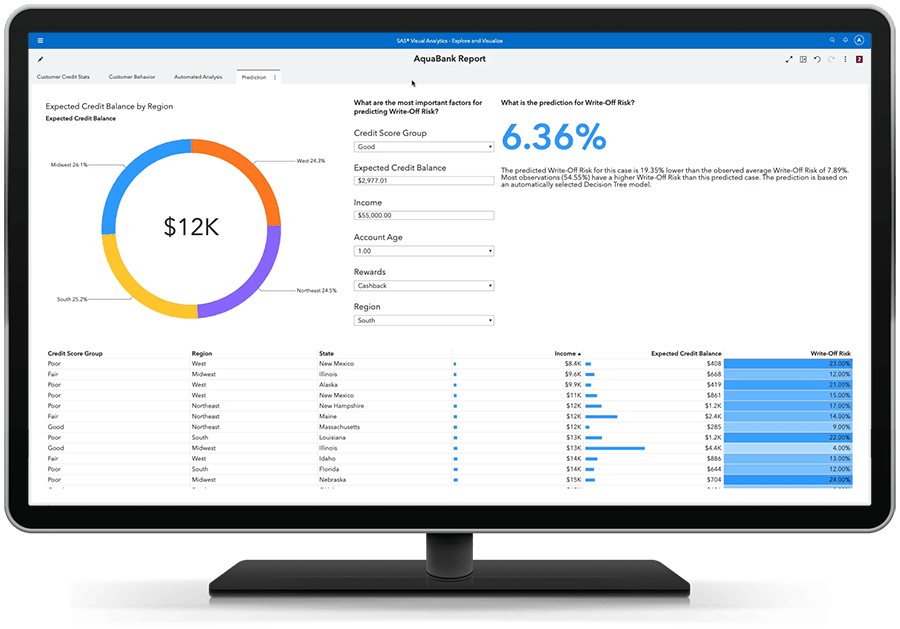 SAS® Visual Analytics - Explore and Visualize
A
AquaBank Report
2
Customer Credit Stats
Customer Behavior
Automated Analysis
Prediction
Expected Credit Balance by Region
Expected Credit Balance
Midwest 26.1%
West 24.3%
$12K
South 25.2%
Northeast 24.5%
What are the most important factors for
predicting Write-Off Risk?
Credit Score Group
Good
Expected Credit Balance
$2,977.01
Income
$55,000.00
Account Age
1.00
Rewards
Cashback
Region
South
What is the prediction for Write-Off Risk?
6.36%
The predicted Write-Off Risk for this case is 19.35% lower than the observed average Write-Off Risk of 7.89%.
Most observations (54.55%) have a higher Write-Off Risk than this predicted case. The prediction is based on
an automatically selected Decision Tree model.
Credit Score Group Region State Income Expected Credit Balance Write-Off Risk
Poor West New Mexico $8.4K $408 23.00%
Fair Midwest Illinois $9.6K $668 12.00%
Poor West Alaska $9.9K $419 21.00%
Poor West New Mexico $11K $861 15.00%
Poor Northeast New Hampshire $12K $1.2K 17.00%
Fair Northeast Maine $12K $2.4K 14.00%
Good Northeast Massachusetts $12K $285 9.00%
Poor South Louisiana $13K $1.2K 22.00%
Good Midwest Illinois $13K $4.4K 4.00%
Fair West Idaho $14K $886 13.00%
Poor South Florida $14K $644 12.00%
Poor Midwest Nebraska $15K $704 24.00%